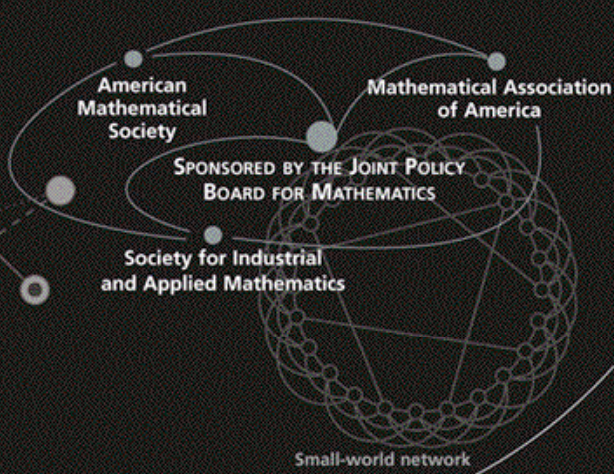 American
Mathematical
Society
Mathematical Association
of America
SPONSORED BY THE JOINT POLICY
BOARD FOR MATHEMATICS
Society for Industrial
and Applied Mathematics
Small-world network